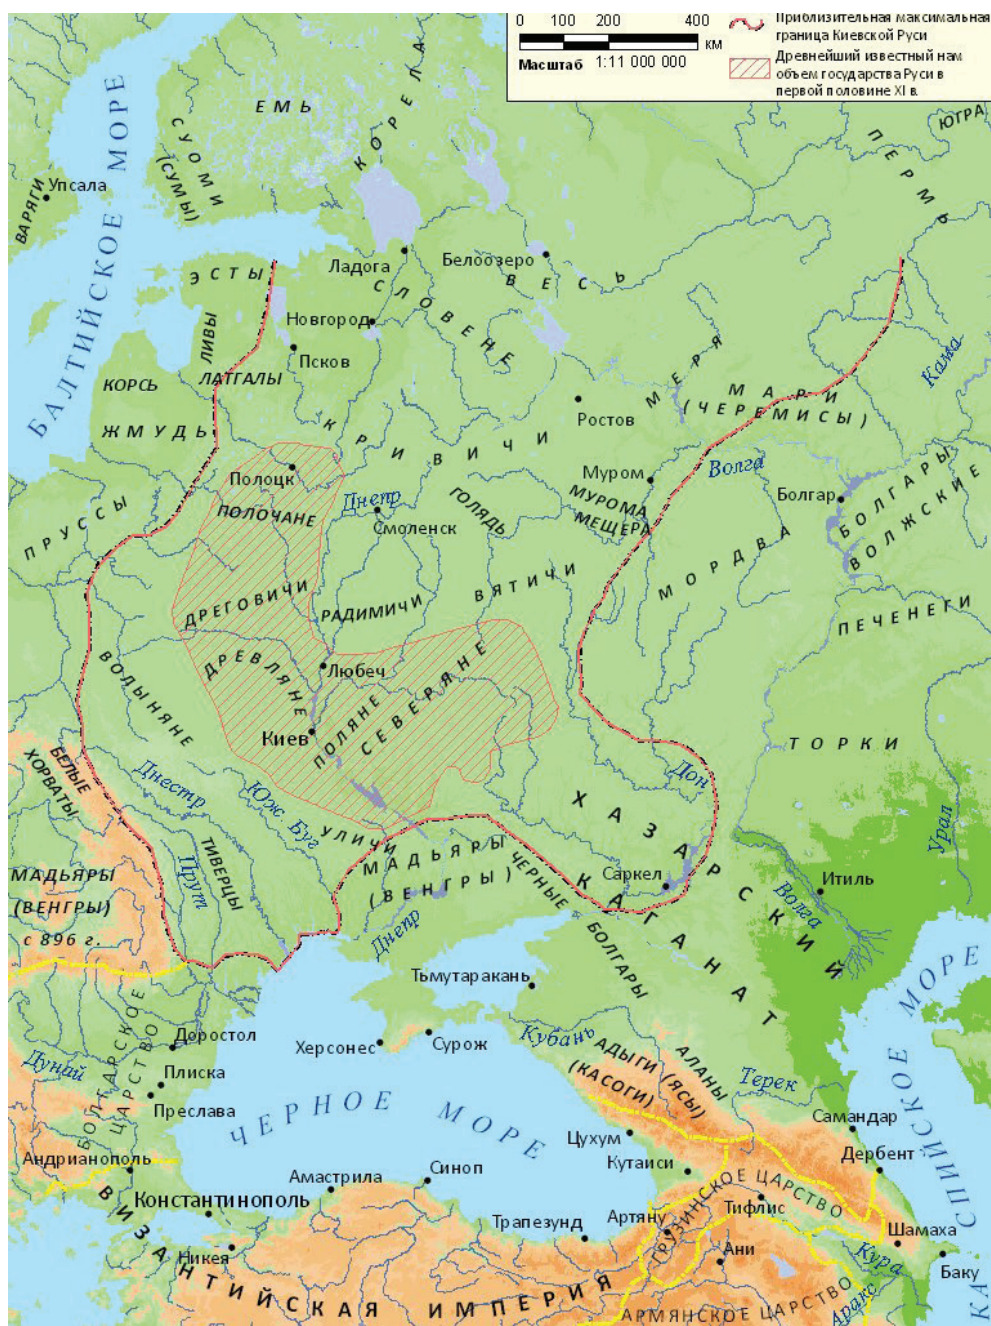 0 100 200 400
км
Масштаб 1:11 000 000
Приблизительная максимальная
граница Киевской Руси
Древнейший известный нам
объем государства Руси в
первой половине XI в.
ЮГРА
ПЕРМЬ
КОРЕЛА
ЕМЬ
СУОМИ
(СУМЫ)
БАЛТИЙСКОЕ МОРЕ
ВАРЯГИ
Упсала
Ладога
Белоозеро
ВЕСЬ
ЭСТЫ
СЛОВЕНЕ
Новгород
ЛИВЫ
Псков
МЕРЯ
Кама
КОРСЬ
ЛАТГАЛЫ
МАРИ
(ЧЕРЕМИСЫ)
Ростов
ЖМУДЬ
КРИВИЧИ
Полоцк
Муром
Волга
Болгар
БОЛГАРЫ
ВОЛЖСКИЕ
ПРУССЫ
ПОЛОЧАНЕ
Днепр
Смоленск
ГОЛЯДЬ
МУРОМА
МЕЩЕРА
МОРДВА
ДРЕГОВИЧИ
РАДИМИЧИ
ВЯТИЧИ
ПЕЧЕНЕГИ
ВОЛЫНЯНЕ
ДРЕВЛЯНЕ
Любеч
ПОЛЯНЕ
СЕВЕРЯНЕ
Киев
ТОРКИ
БЕЛЫЕ
ХОРВАТЫ
Днестр
Юж. Буг
Дон
УЛИЧИ
ХАЗАРСКИЙ
КАГАНАТ
Урал
МАДЬЯРЫ
(ВЕНГРЫ)
с 896 г.
Прут
ТИВЕРЦЫ
МАДЬЯРЫ
(ВЕНГРЫ)
ЧЕРНЫЕ
БОЛГАРЫ
Саркел
Итиль
Волга
Днепр
Тьмутаракань
Херсонес
Сурож
Кубань
АЛАНЫ
АДЫГИ (ЯСЫ)
(КАСОГИ)
Терек
КАСПИЙСКОЕ МОРЕ
БОЛГАРСКОЕ
ЦАРСТВО
Доростол
Дунай
Плиска
Преслава
ЧЕРНОЕ МОРЕ
Самандар
Цухум
Кутаиси
Дербент
Андрианополь
Амастрила
Синоп
Константинополь
Трапезунд
Артяну
Тифлис
ГРУЗИНСКОЕ ЦАРСТВО
Шамаха
Никея
Ани
Кура
Баку
ВИЗАНТИЙСКАЯ ИМПЕРИЯ
АРМЯНСКОЕ ЦАРСТВО
Аракс